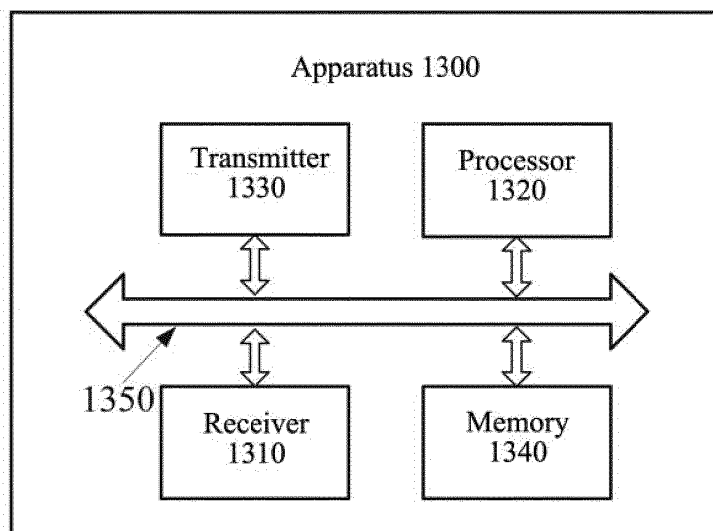 Apparatus 1300
Transmitter
1330
Processor
1320
1350
Receiver
1310
Memory
1340